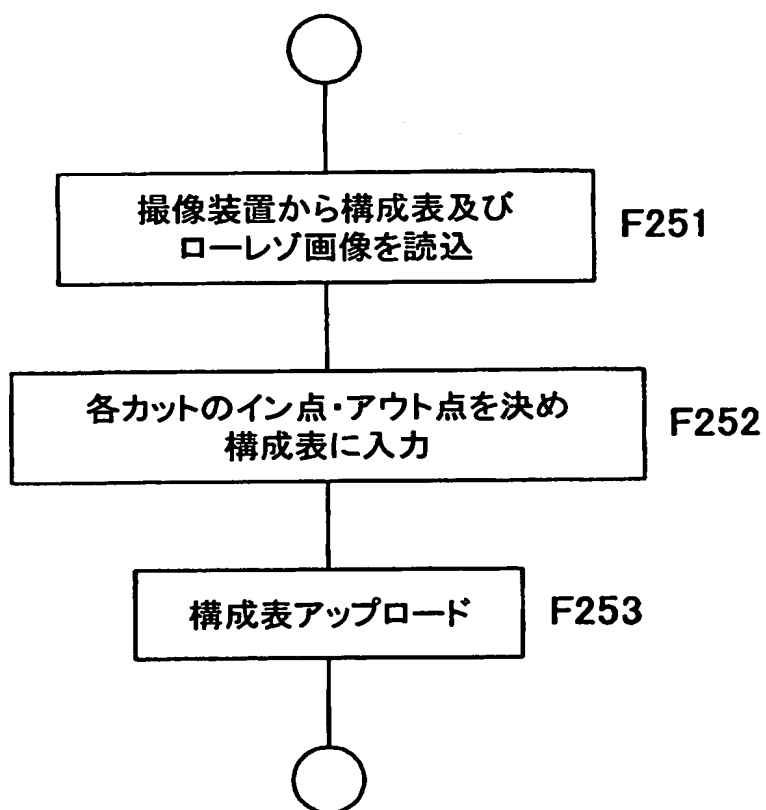 撮像装置から構成表及び
ローレゾ画像を読込
F251
各カットのイン点・アウト点を決め
構成表に入力
F252
構成表アップロード
F253